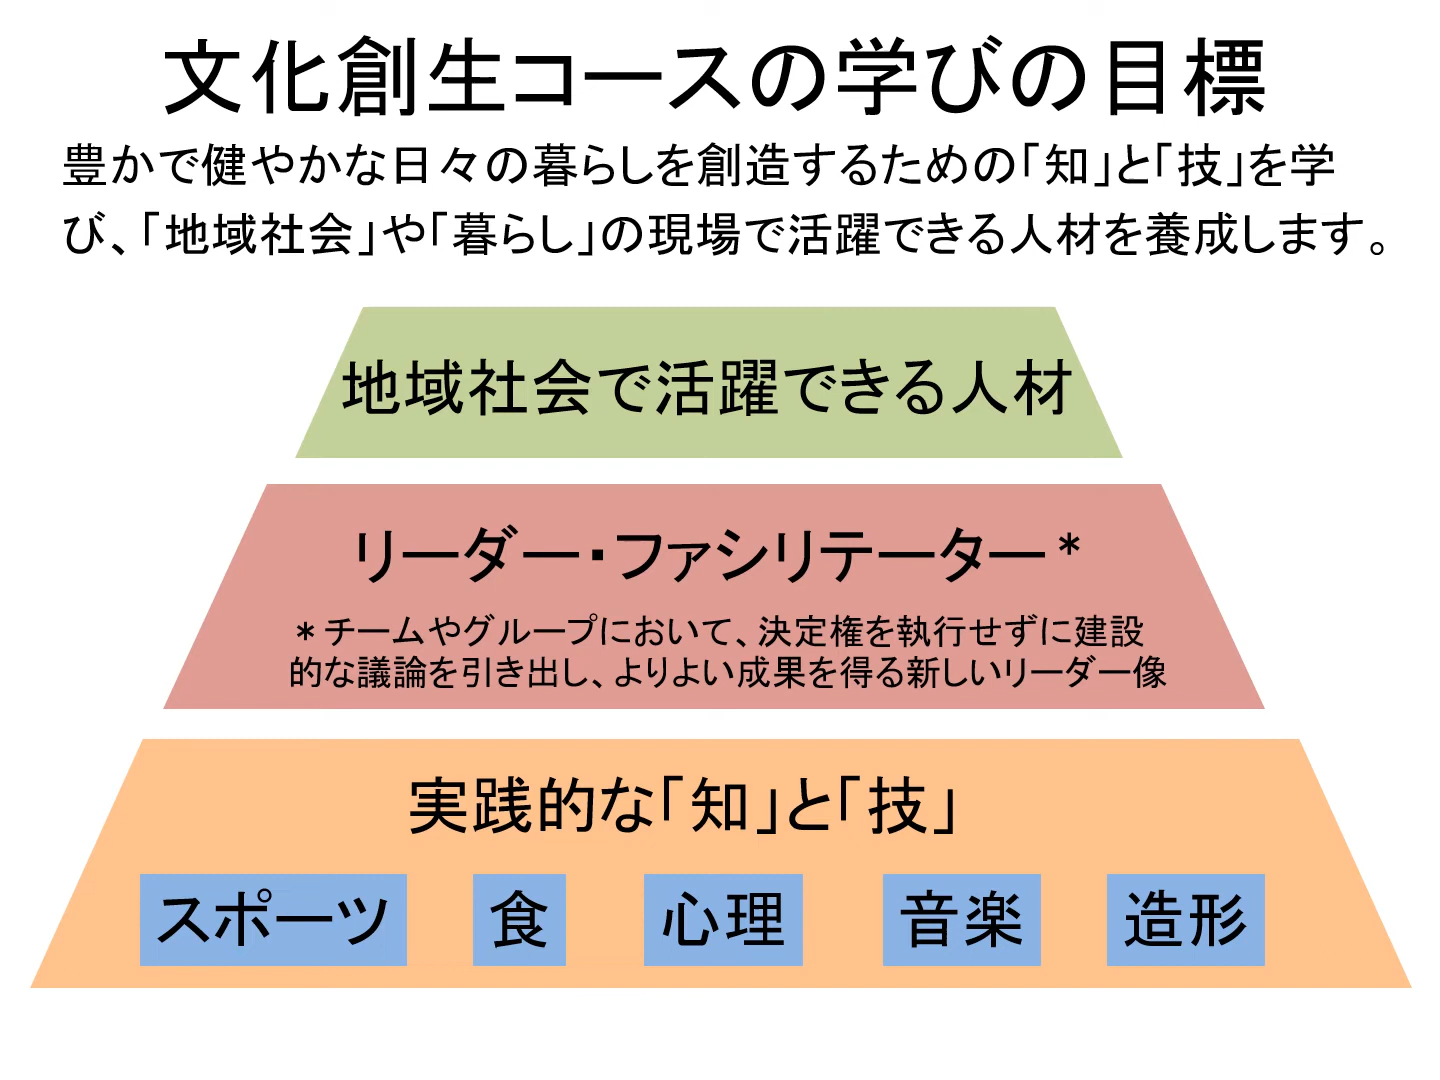 文化創生コースの学びの目標
豊かで健やかな日々の暮らしを創造するための「知」と「技」を学
び、「地域社会」や「暮らし」の現場で活躍できる人材を養成します。
地域社会で活躍できる人材
リーダー・ファシリテーター*
*チームやグループにおいて、決定権を執行せずに建設
的な議論を引き出し、よりよい成果を得る新しいリーダー像
実践的な「知」と「技」
スポーツ 食 心理 音楽 造形